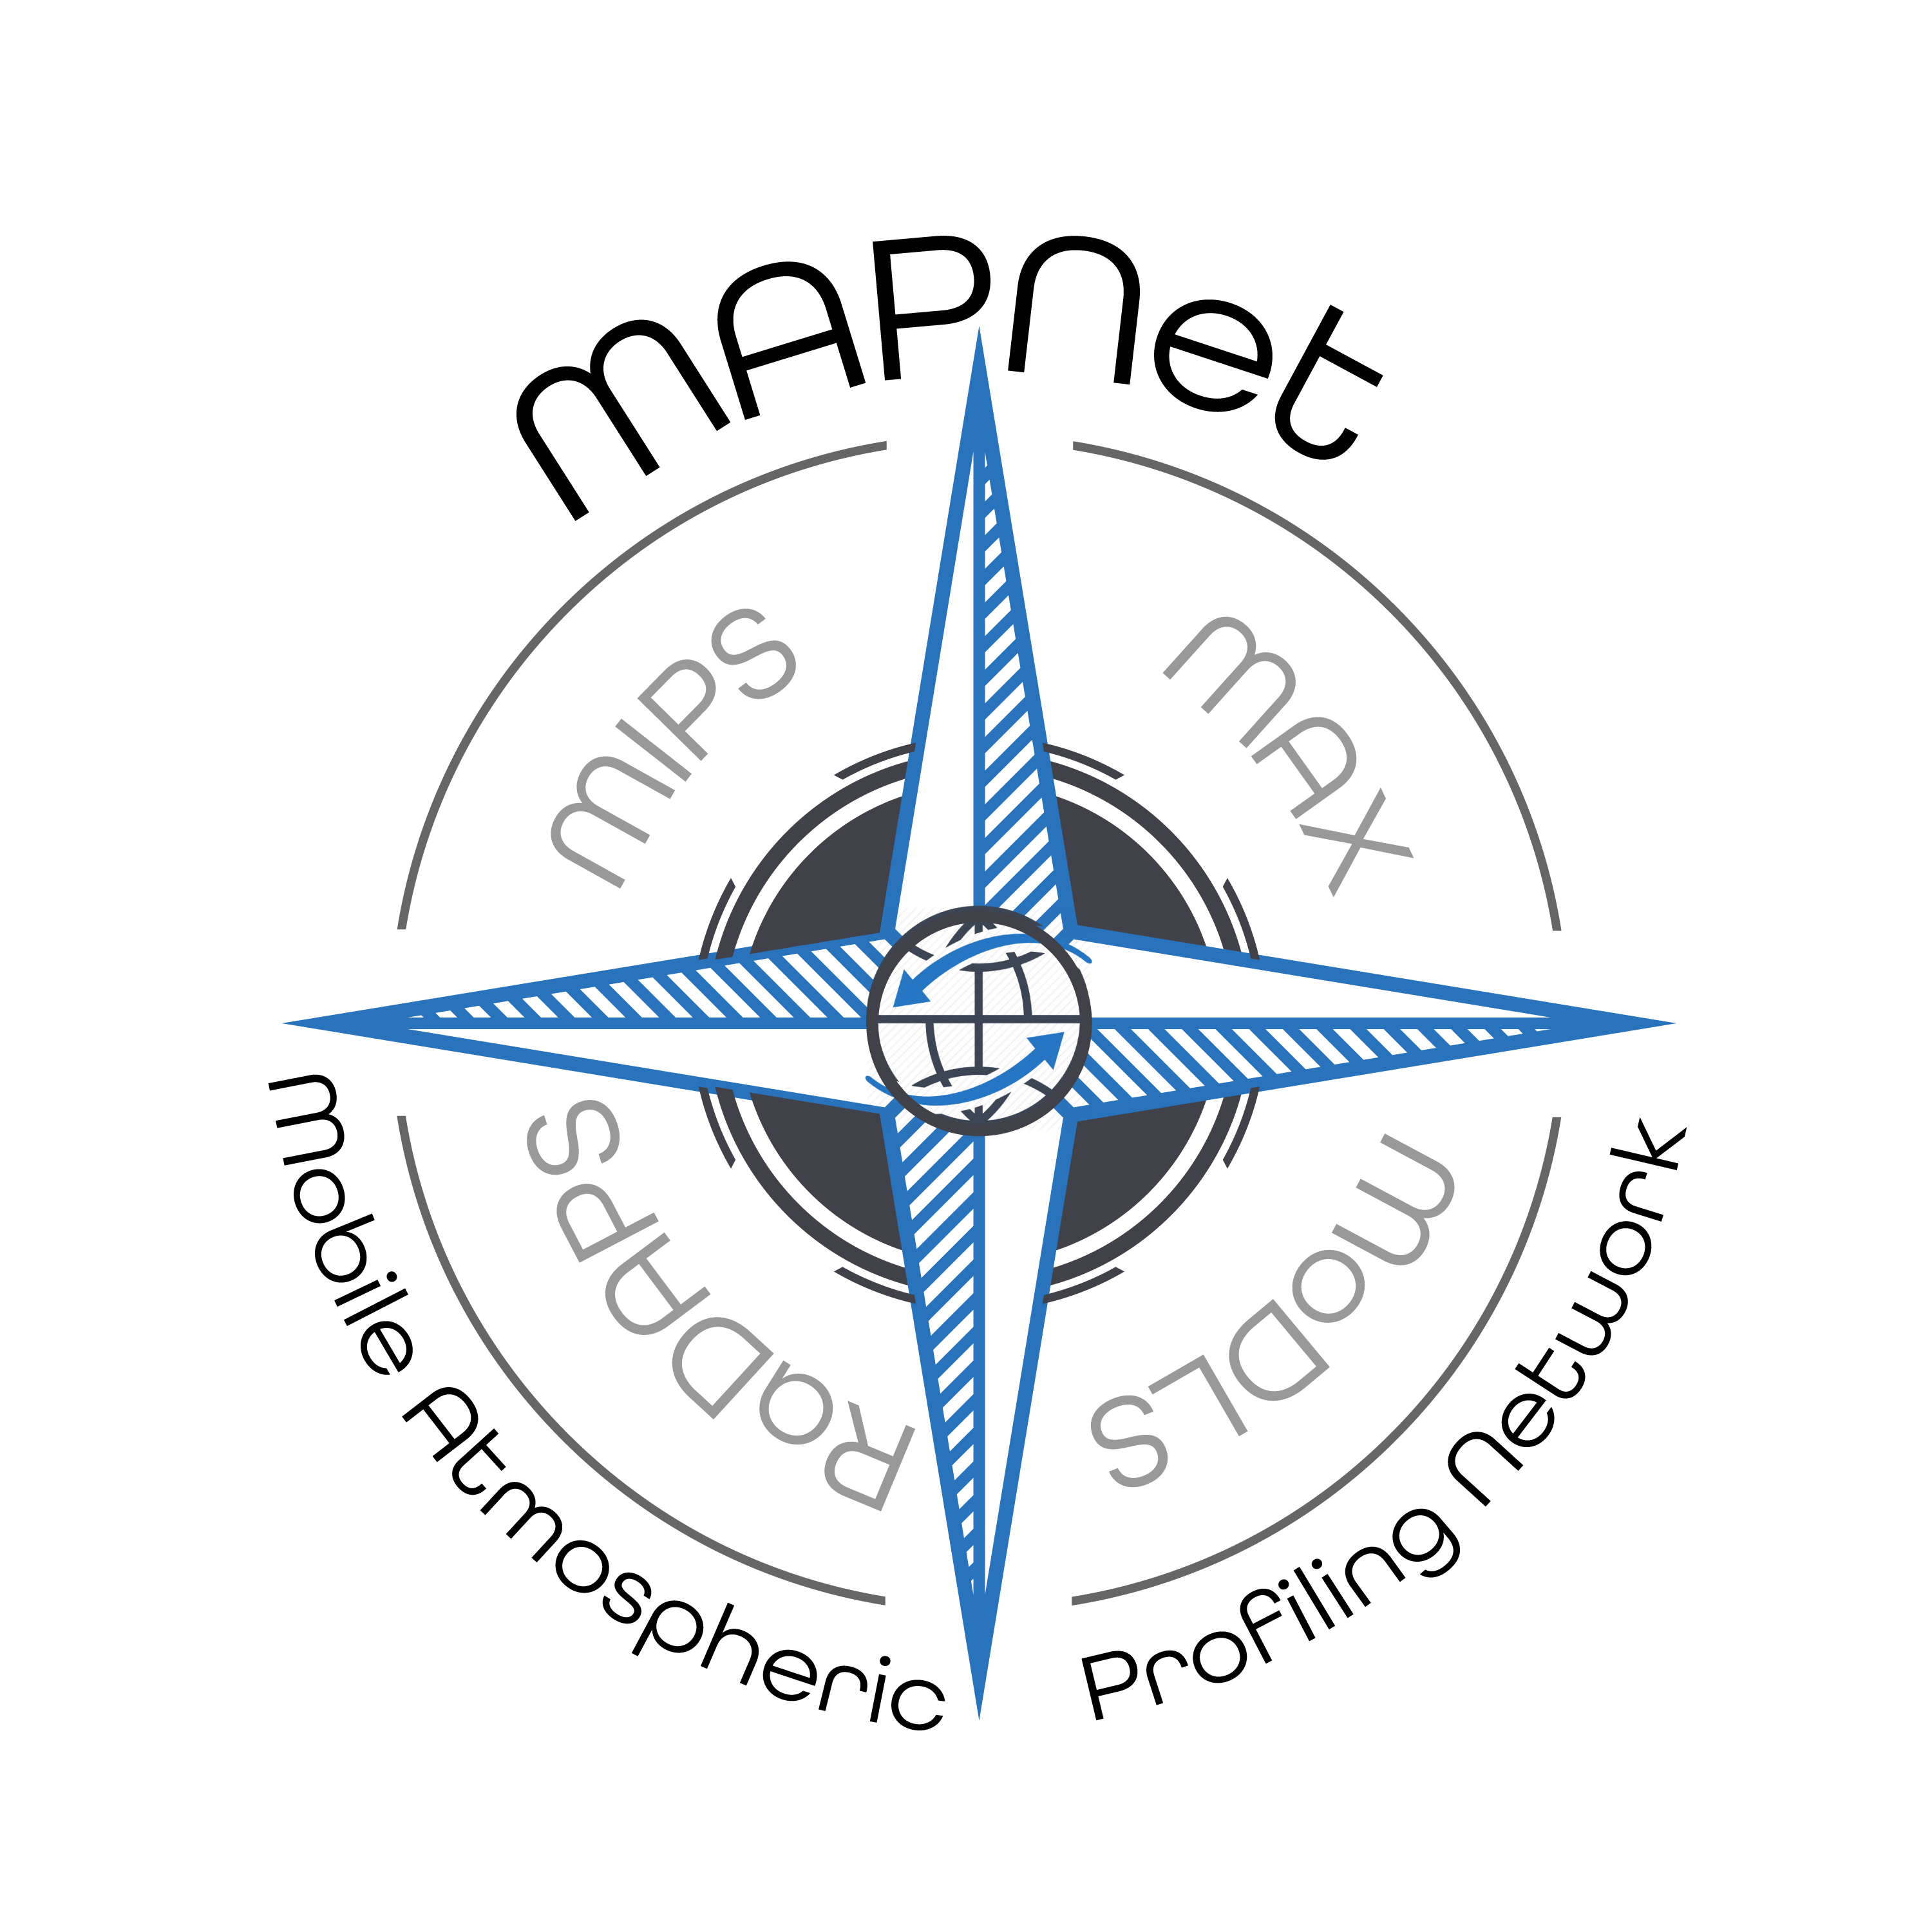 MAPNet
MIPS
MAX
RaDAPS
MoDLS
Mobile Atmospheric Profiling Network